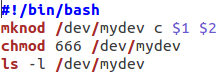 #!/bin/bash
mknod /dev/mydev c $1 $2
chmod 666 /dev/mydev
ls -l /dev/mydev